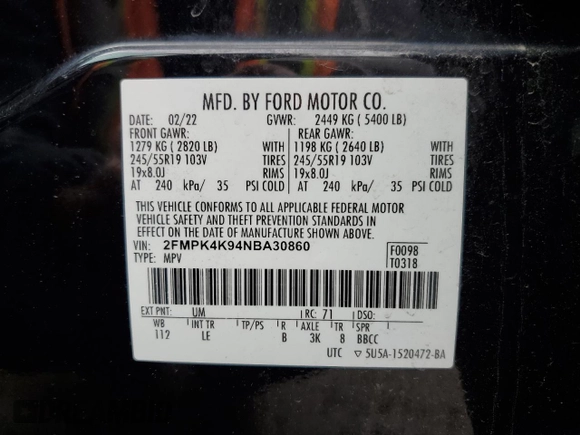 MFD. BY FORD MOTOR CO.
DATE: 02/22 GVWR: 2449 KG ( 5400 LB)
FRONT GAWR: REAR GAWR:
1279 KG ( 2820 LB) WITH 1198 KG ( 2640 LB) WITH
245/55R19 103V TIRES 245/55R19 103V TIRES
19x8.0J RIMS 19x8.0J RIMS
AT 240 kPa/ 35 PSI COLD AT 240 kPa/ 35 PSI COLD
THIS VEHICLE CONFORMS TO ALL APPLICABLE FEDERAL MOTOR
VEHICLE SAFETY AND THEFT PREVENTION STANDARDS IN
EFFECT ON THE DATE OF MANUFACTURE SHOWN ABOVE.
VIN: 2FMPK4K94NBA30860 F0098
TYPE: MPV T0318
EXT PNT: UM RC: 71 DSO:
WB INT TR TP/PS R AXLE TR SPR
112 LE B 3K 8 BBCC
UTC ▽5U5A-1520472-BA